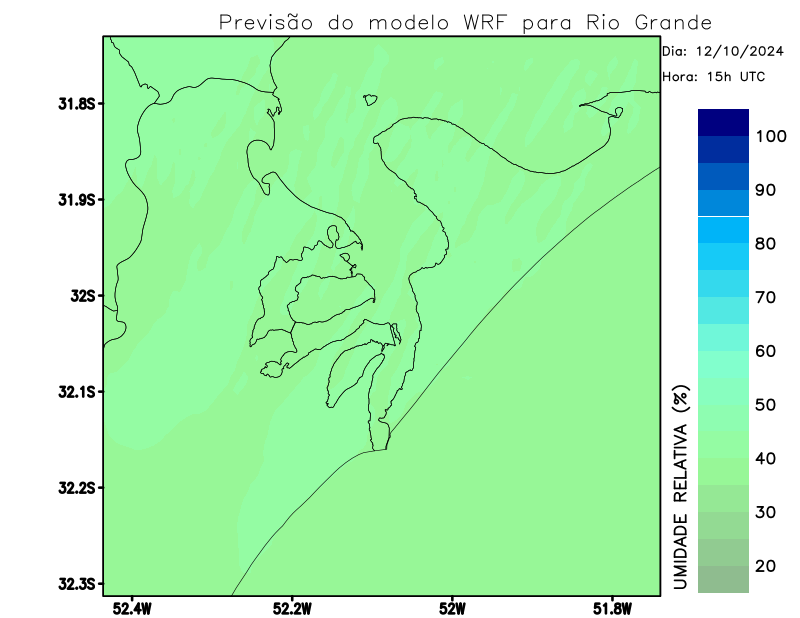 Previsão do modelo WRF para Rio Grande
Dia: 12/10/2024
Hora: 15h UTC
31.8S
31.9S
32S
32.1S
32.2S
32.3S
52.4W
52.2W
52W
51.8W
UMIDADE RELATIVA (%)
100
90
80
70
60
50
40
30
20